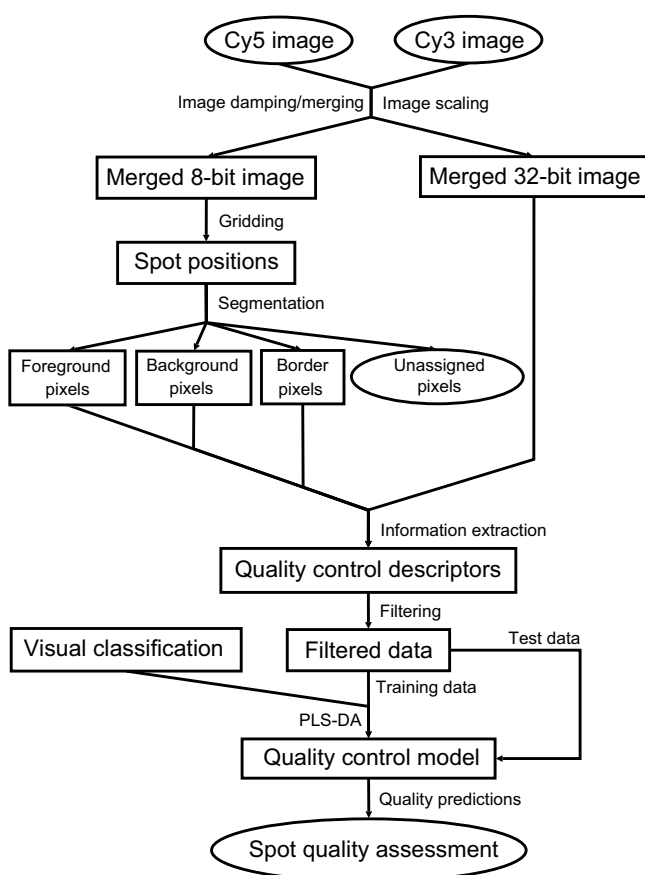 Cy5 image
Cy3 image
Image damping/merging
Image scaling
Merged 8-bit image
Merged 32-bit image
Gridding
Spot positions
Segmentation
Foreground
pixels
Background
pixels
Border
pixels
Unassigned
pixels
Information extraction
Quality control descriptors
Filtering
Visual classification
Filtered data
Test data
Training data
PLS-DA
Quality control model
Quality predictions
Spot quality assessment